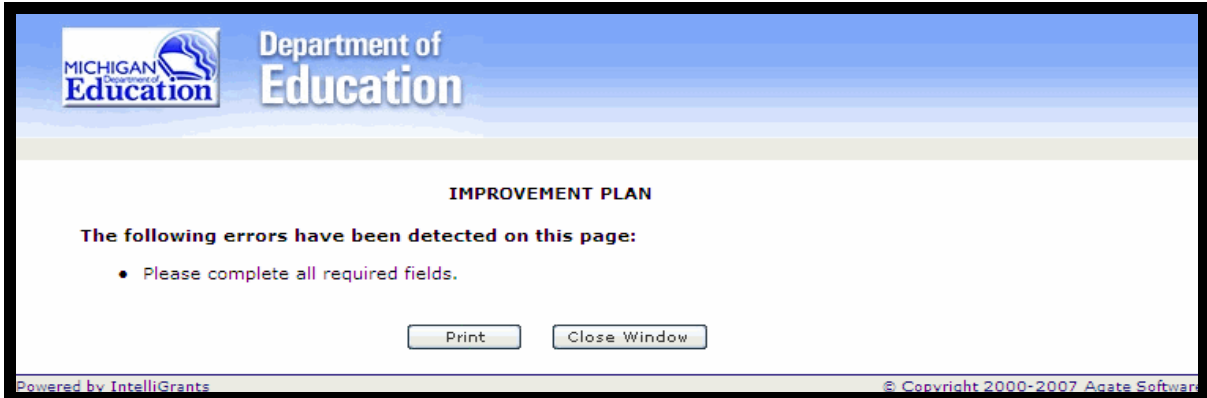 MICHIGAN
Department of
Education
Department of
Education
IMPROVEMENT PLAN
The following errors have been detected on this page:
• Please complete all required fields.
Print Close Window
Powered by IntelliGrants © Copyright 2000-2007 Agate Software